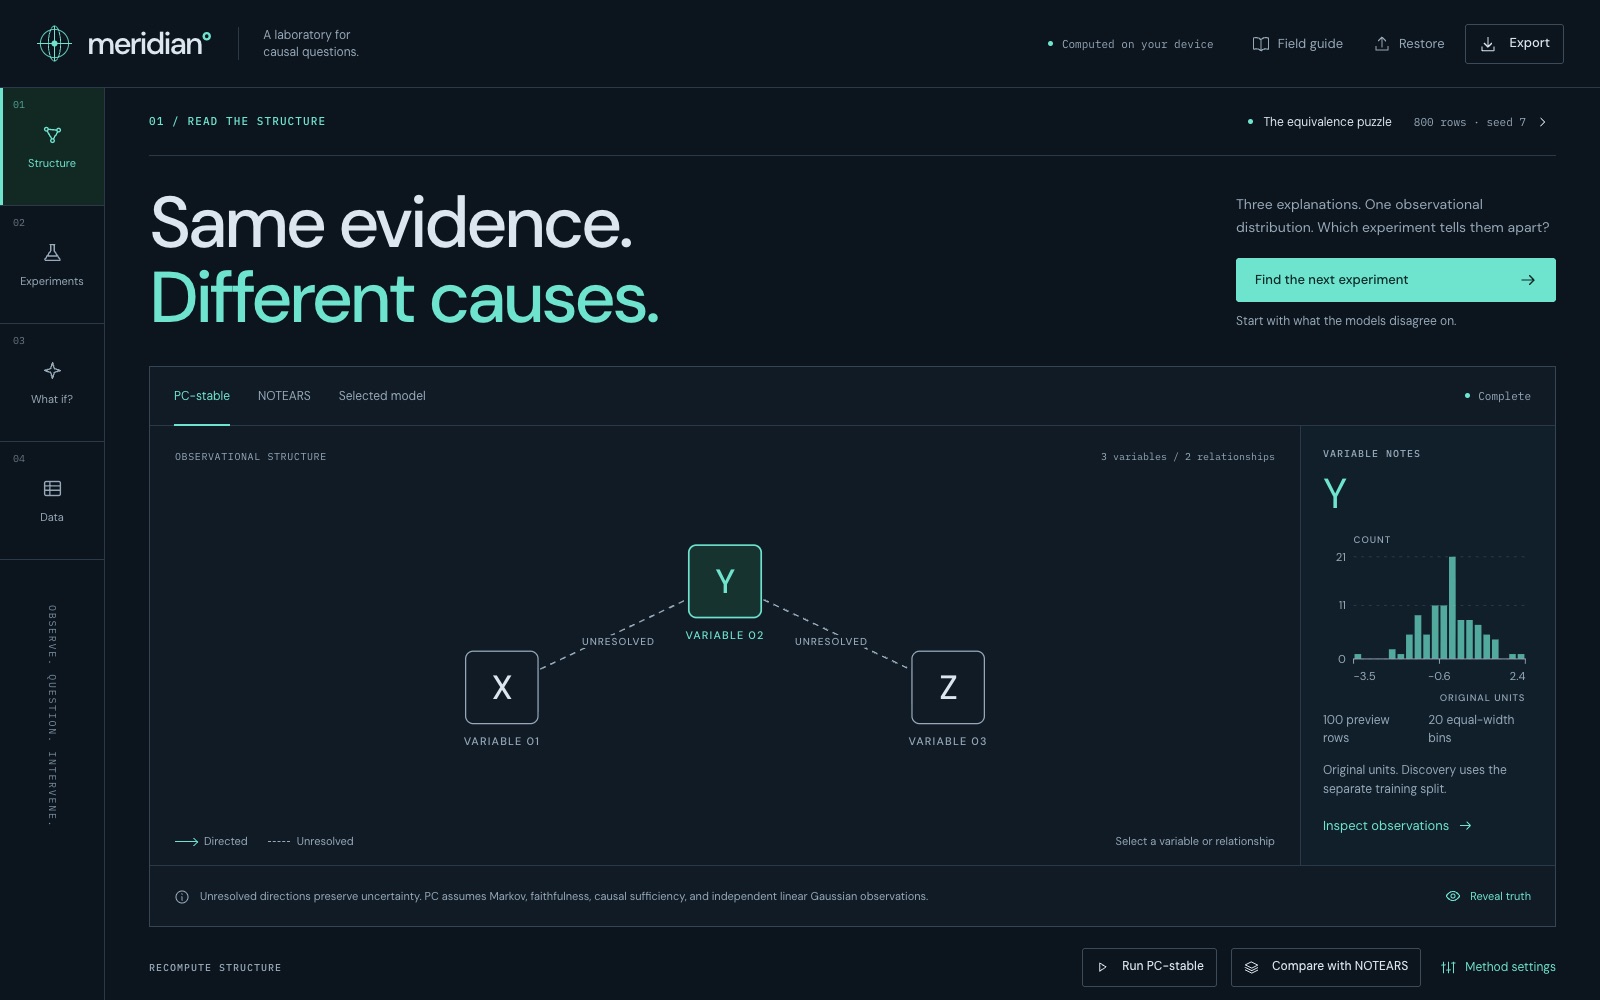 meridian°
A laboratory for
causal questions.
Computed on your device
Field guide
Restore
Export
01
Structure
02
Experiments
03
What if?
04
Data
OBSERVE. QUESTION. INTERVENE.
01 / READ THE STRUCTURE
The equivalence puzzle
800 rows · seed 7
Same evidence.
Different causes.
Three explanations. One observational
distribution. Which experiment tells them apart?
Find the next experiment
Start with what the models disagree on.
PC-stable
NOTEARS
Selected model
Complete
OBSERVATIONAL STRUCTURE
3 variables / 2 relationships
Y
VARIABLE 02
UNRESOLVED
UNRESOLVED
X
VARIABLE 01
Z
VARIABLE 03
Directed
Unresolved
Select a variable or relationship
VARIABLE NOTES
Y
COUNT
21
11
0
−3.5
−0.6
2.4
ORIGINAL UNITS
100 preview
rows
20 equal-width
bins
Original units. Discovery uses the
separate training split.
Inspect observations
Unresolved directions preserve uncertainty. PC assumes Markov, faithfulness, causal sufficiency, and independent linear Gaussian observations.
Reveal truth
RECOMPUTE STRUCTURE
Run PC-stable
Compare with NOTEARS
Method settings